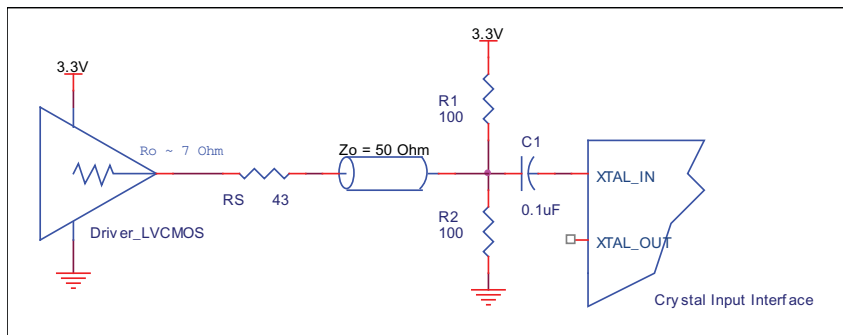 3.3V
3.3V
R1
100
Ro ~ 7 Ohm
Zo = 50 Ohm
C1
XTAL_IN
RS 43
0.1uF
R2
100
Driver_LVCMOS
XTAL_OUT
Crystal Input Interface